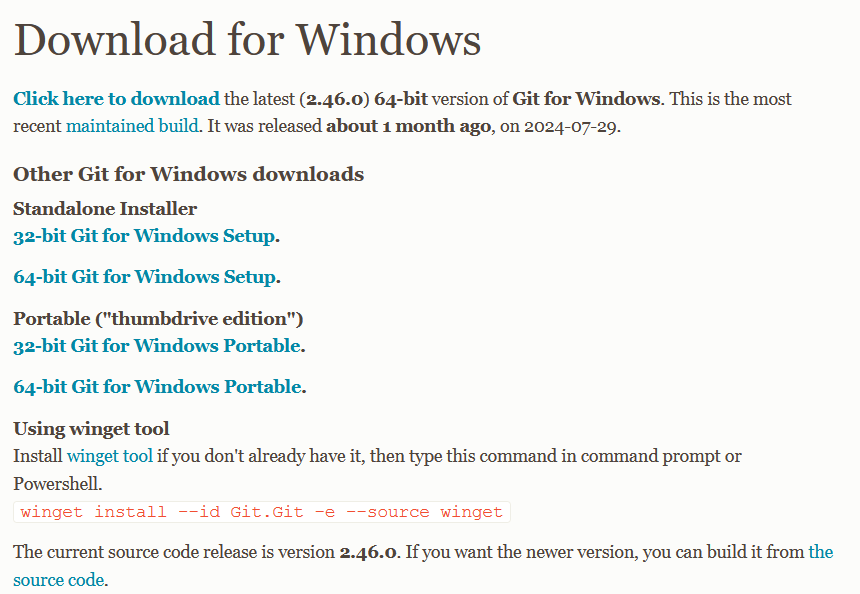 Download for Windows
Click here to download the latest (2.46.0) 64-bit version of Git for Windows. This is the most
recent maintained build. It was released about 1 month ago, on 2024-07-29.
Other Git for Windows downloads
Standalone Installer
32-bit Git for Windows Setup.
64-bit Git for Windows Setup.
Portable ("thumbdrive edition")
32-bit Git for Windows Portable.
64-bit Git for Windows Portable.
Using winget tool
Install winget tool if you don't already have it, then type this command in command prompt or
Powershell.
winget install --id Git.Git -e --source winget
The current source code release is version 2.46.0. If you want the newer version, you can build it from the
source code.